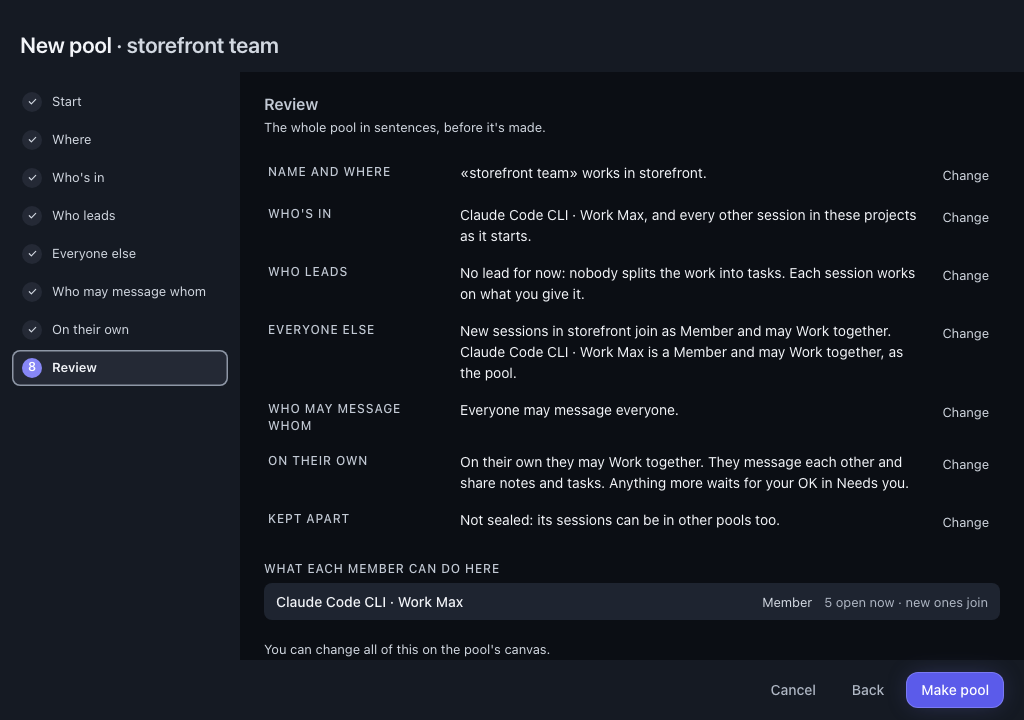 New pool · storefront team
Start
Where
Who's in
Who leads
Everyone else
Who may message whom
On their own
8 Review
Review
The whole pool in sentences, before it's made.
NAME AND WHERE
«storefront team» works in storefront.
Change
WHO'S IN
Claude Code CLI · Work Max, and every other session in these projects
as it starts.
Change
WHO LEADS
No lead for now: nobody splits the work into tasks. Each session works
on what you give it.
Change
EVERYONE ELSE
New sessions in storefront join as Member and may Work together.
Claude Code CLI · Work Max is a Member and may Work together, as
the pool.
Change
WHO MAY MESSAGE
WHOM
Everyone may message everyone.
Change
ON THEIR OWN
On their own they may Work together. They message each other and
share notes and tasks. Anything more waits for your OK in Needs you.
Change
KEPT APART
Not sealed: its sessions can be in other pools too.
Change
WHAT EACH MEMBER CAN DO HERE
Claude Code CLI · Work Max
Member
5 open now · new ones join
You can change all of this on the pool's canvas.
Cancel
Back
Make pool